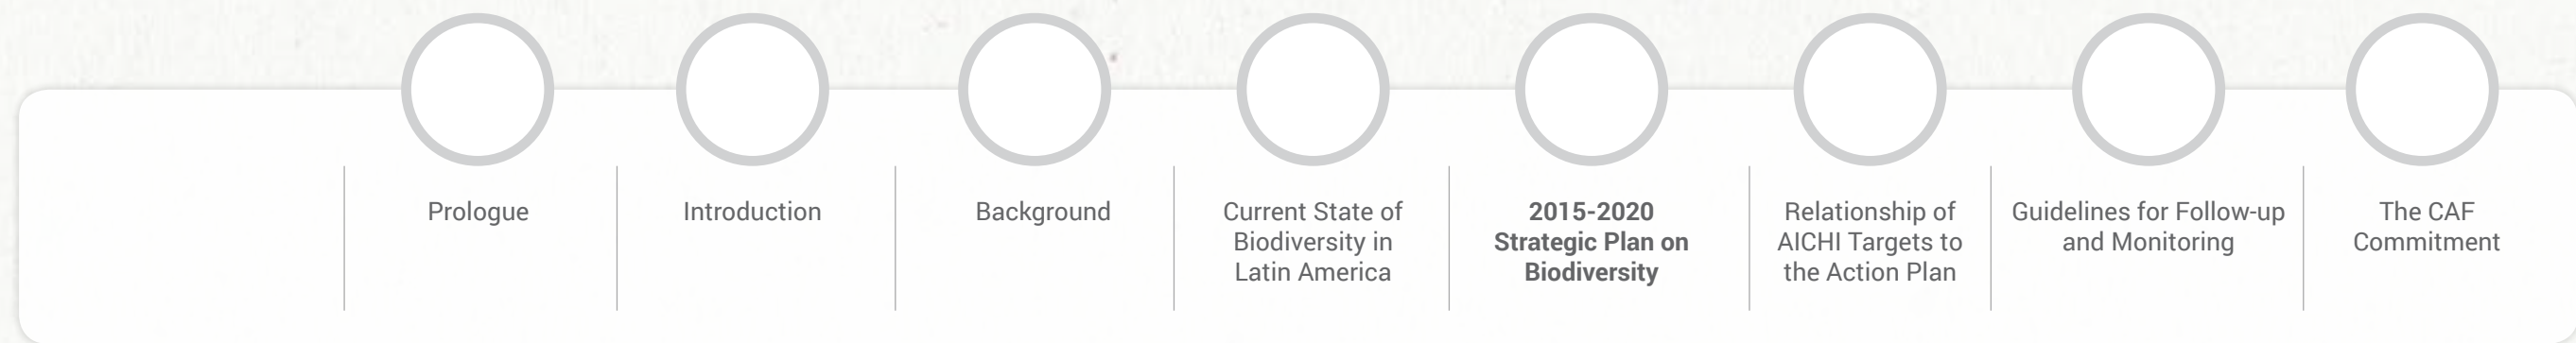 Prologue
Introduction
Background
Current State of
Biodiversity in
Latin America
2015-2020
Strategic Plan on
Biodiversity
Relationship of
AICHI Targets to
the Action Plan
Guidelines for Follow-up
and Monitoring
The CAF
Commitment